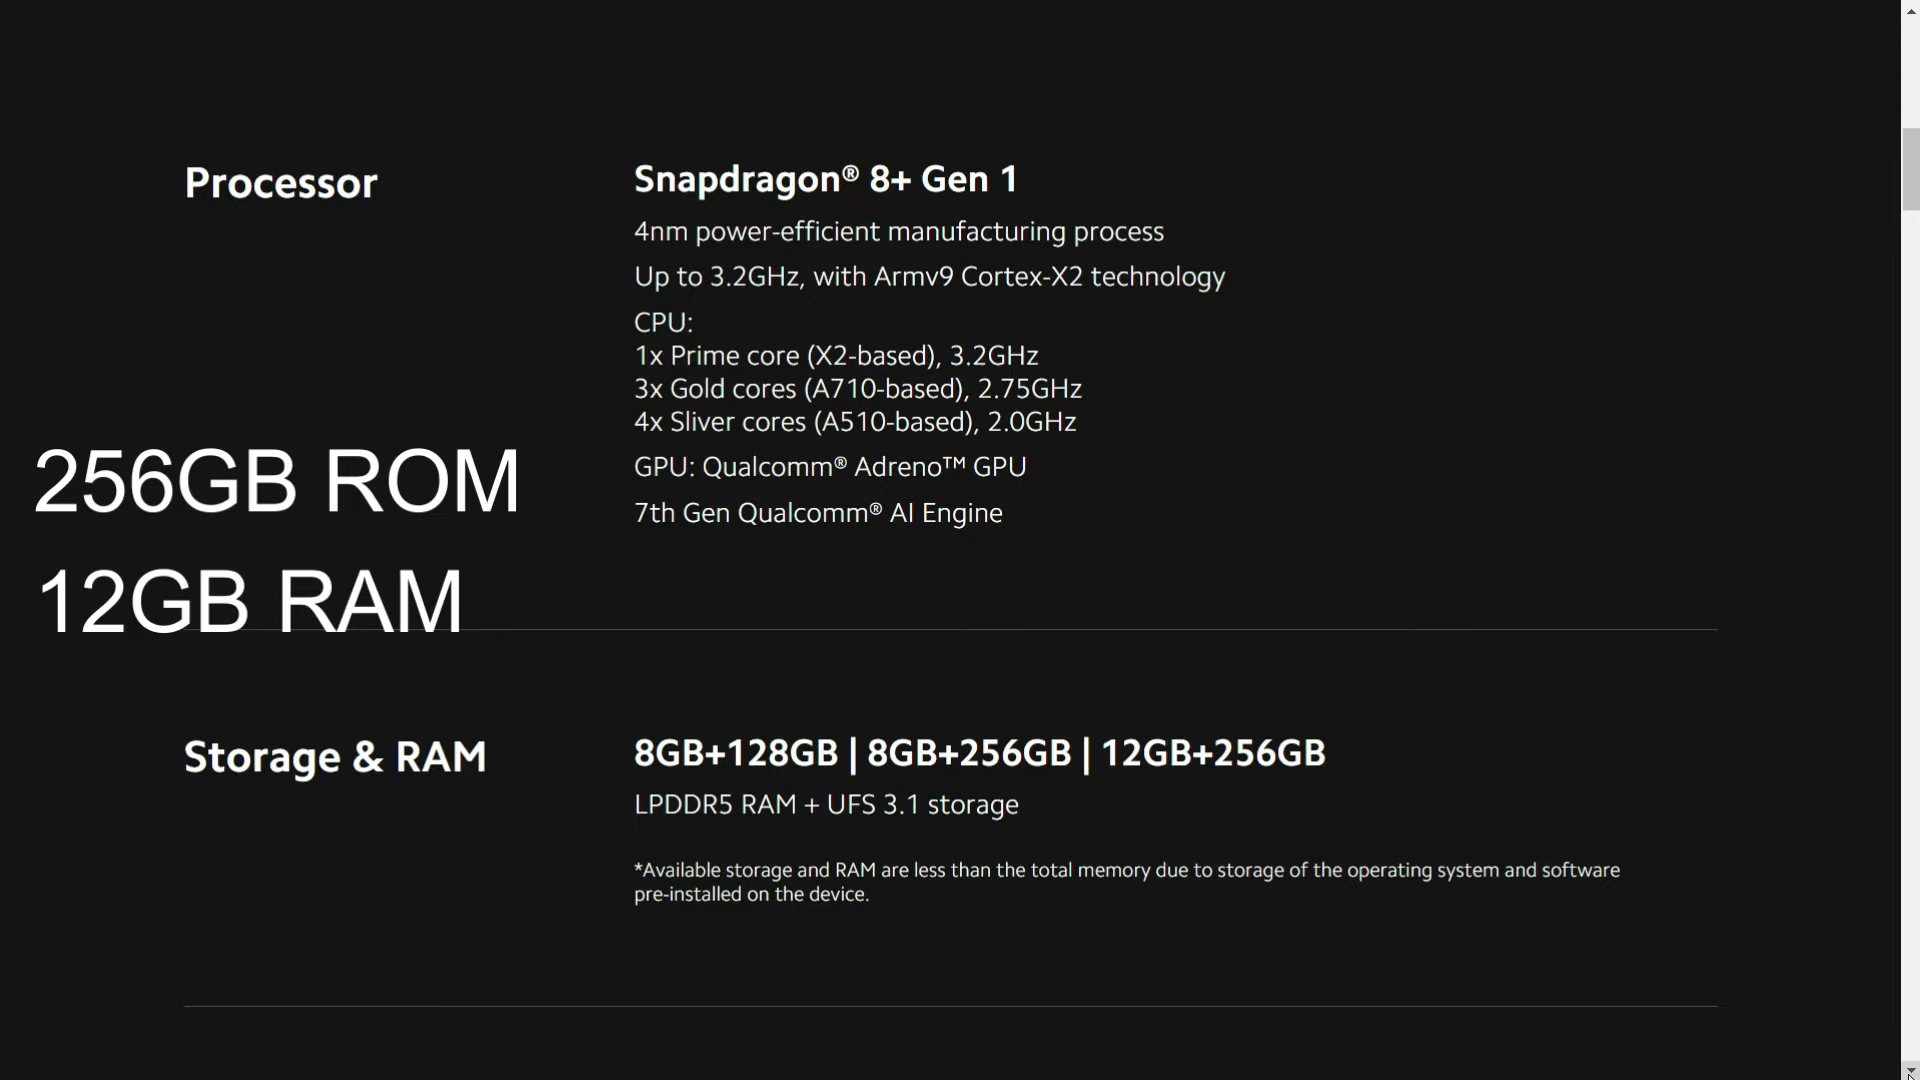 Processor
Snapdragon® 8+ Gen 1
4nm power-efficient manufacturing process
Up to 3.2GHz, with Armv9 Cortex-X2 technology
CPU:
1x Prime core (X2-based), 3.2GHz
3x Gold cores (A710-based), 2.75GHz
4x Sliver cores (A510-based), 2.0GHz
GPU: Qualcomm® Adreno™ GPU
7th Gen Qualcomm® AI Engine
256GB ROM
12GB RAM
Storage & RAM
8GB+128GB | 8GB+256GB | 12GB+256GB
LPDDR5 RAM + UFS 3.1 storage
*Available storage and RAM are less than the total memory due to storage of the operating system and software
pre-installed on the device.